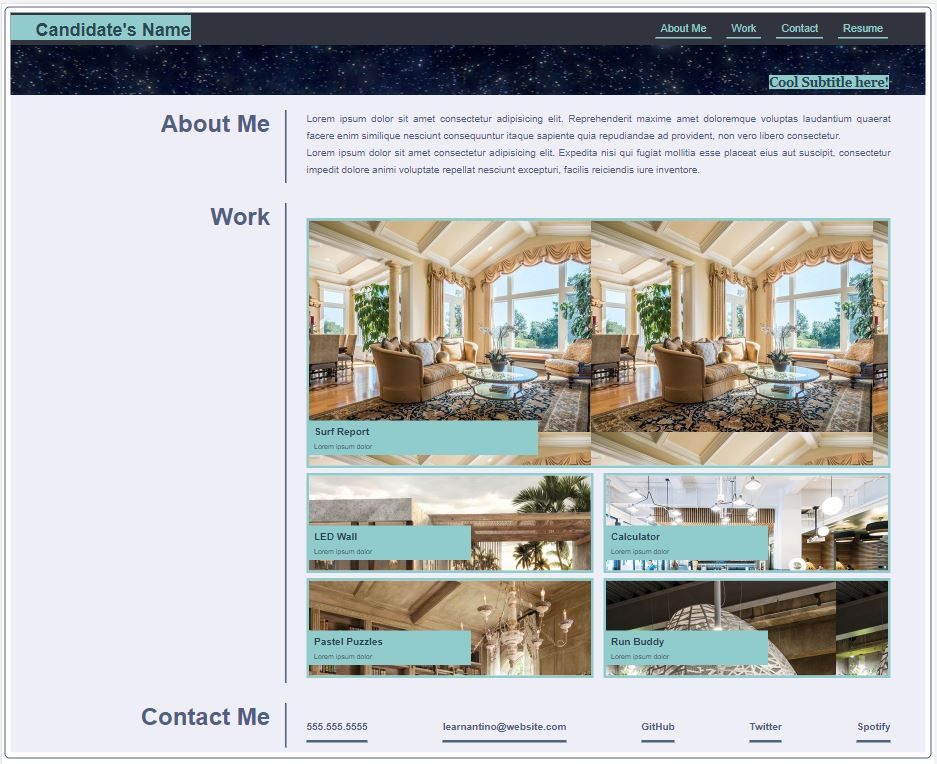 Candidate's Name
About Me Work Contact Resume
Cool Subtitle here!
About Me
Lorem ipsum dolor sit amet consectetur adipisicing elit. Reprehenderit maxime amet doloremque voluptas laudantium quaerat
facere enim similique nesciunt consequuntur itaque sapiente quia repudiandae ad provident, non vero libero consectetur.
Lorem ipsum dolor sit amet consectetur adipisicing elit. Expedita nisi qui fugiat mollitia esse placeat eius aut suscipit, consectetur
impedit dolore animi voluptate repellat nesciunt excepturi, facilis reiciendis iure inventore.
Work
Surf Report
Lorem ipsum dolor
LED Wall
Lorem ipsum dolor
Calculator
Lorem ipsum dolor
Pastel Puzzles
Lorem ipsum dolor
Run Buddy
Lorem ipsum dolor
Contact Me
555.555.5555 learnantino@website.com GitHub Twitter Spotify